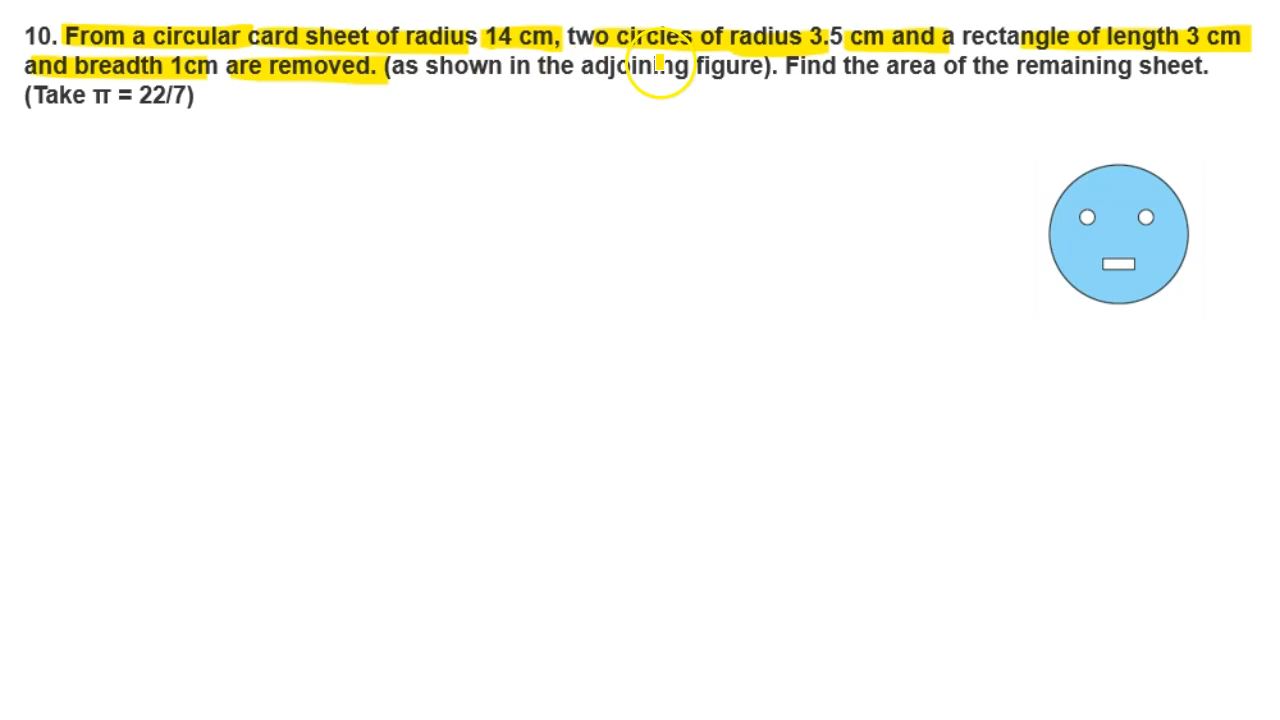 10. From a circular card sheet of radius 14 cm, two circles of radius 3.5 cm and a rectangle of length 3 cm
and breadth 1cm are removed. (as shown in the adjoining figure). Find the area of the remaining sheet.
(Take π = 22/7)